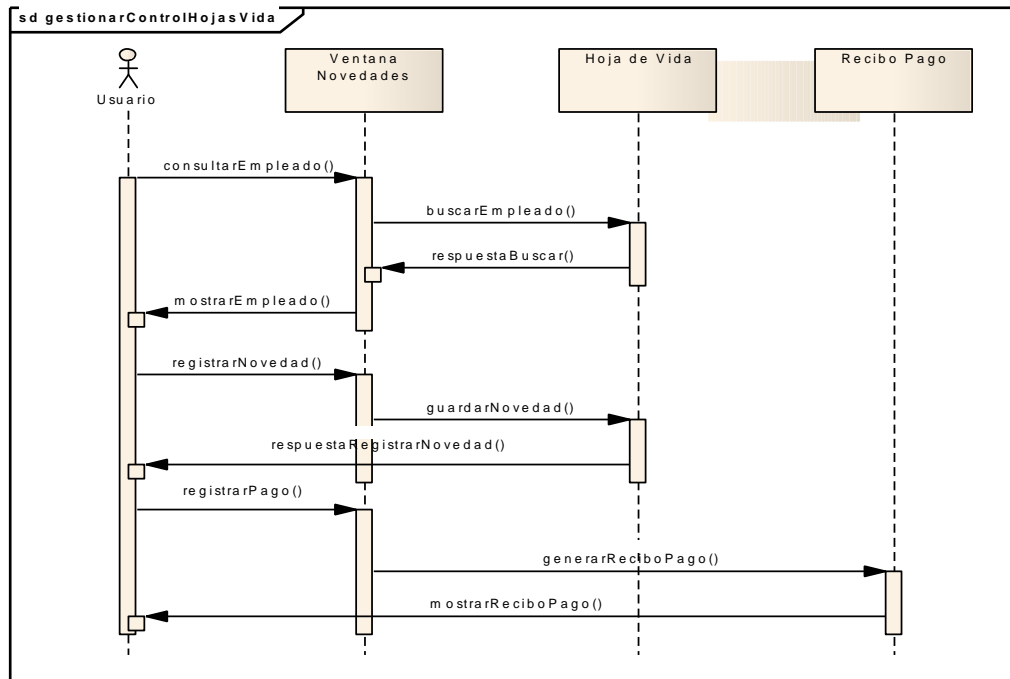 sd gestionarControlHojasVida
Usuario
Ventana
Novedades
Hoja de Vida
Recibo Pago
consultarEmpleado()
buscarEmpleado()
respuestaBuscar()
mostrarEmpleado()
registrarNovedad()
guardarNovedad()
respuestaRegistrarNovedad()
registrarPago()
generarReciboPago()
mostrarReciboPago()